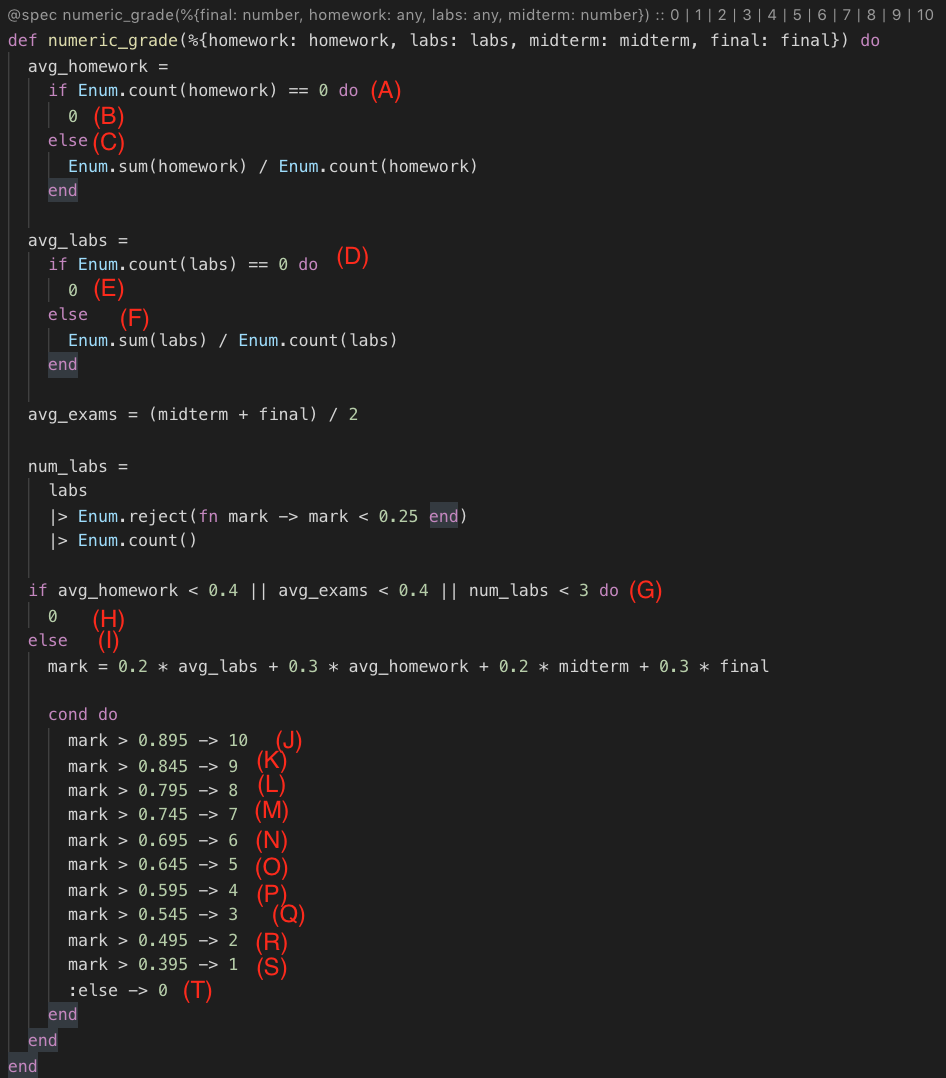 @spec numeric_grade(%{final: number, homework: any, labs: any, midterm: number}) :: 0 | 1 | 2 | 3 | 4 | 5 | 6 | 7 | 8 | 9 | 10
def numeric_grade(%{homework: homework, labs: labs, midterm: midterm, final: final}) do
avg_homework =
if Enum.count(homework) == 0 do (A)
0 (B)
else (C)
Enum.sum(homework) / Enum.count(homework)
end
avg_labs =
if Enum.count(labs) == 0 do (D)
0 (E)
else (F)
Enum.sum(labs) / Enum.count(labs)
end
avg_exams = (midterm + final) / 2
num_labs =
labs
|> Enum.reject(fn mark -> mark < 0.25 end)
|> Enum.count()
if avg_homework < 0.4 || avg_exams < 0.4 || num_labs < 3 do (G)
0 (H)
else (I)
mark = 0.2 * avg_labs + 0.3 * avg_homework + 0.2 * midterm + 0.3 * final
cond do
mark > 0.895 -> 10 (J)
mark > 0.845 -> 9 (K)
mark > 0.795 -> 8 (L)
mark > 0.745 -> 7 (M)
mark > 0.695 -> 6 (N)
mark > 0.645 -> 5 (O)
mark > 0.595 -> 4 (P)
mark > 0.545 -> 3 (Q)
mark > 0.495 -> 2 (R)
mark > 0.395 -> 1 (S)
:else -> 0 (T)
end
end
end